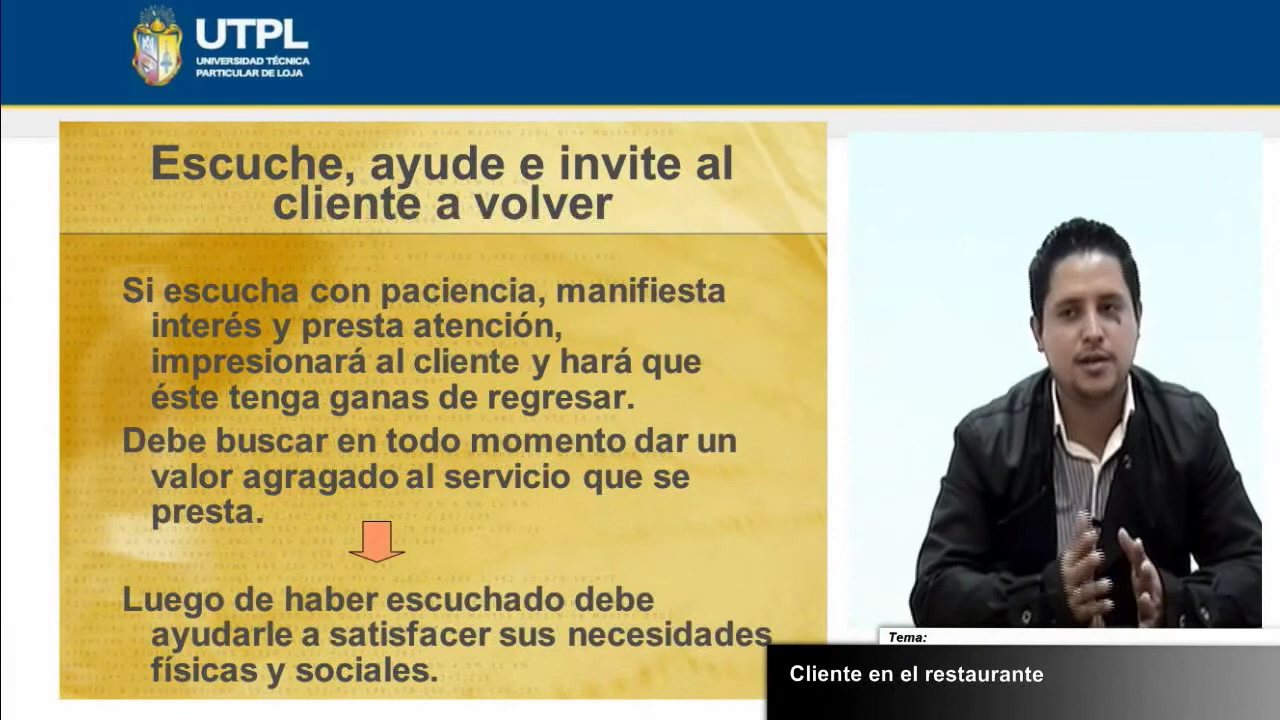 UTPL
UNIVERSIDAD TÉCNICA
PARTICULAR DE LOJA
Escuche, ayude e invite al
cliente a volver
Si escucha con paciencia, manifiesta
interés y presta atención,
impresionará al cliente y hará que
éste tenga ganas de regresar.
Debe buscar en todo momento dar un
valor agragado al servicio que se
presta.
Luego de haber escuchado debe
ayudarle a satisfacer sus necesidades
físicas y sociales.
Tema:
Cliente en el restaurante